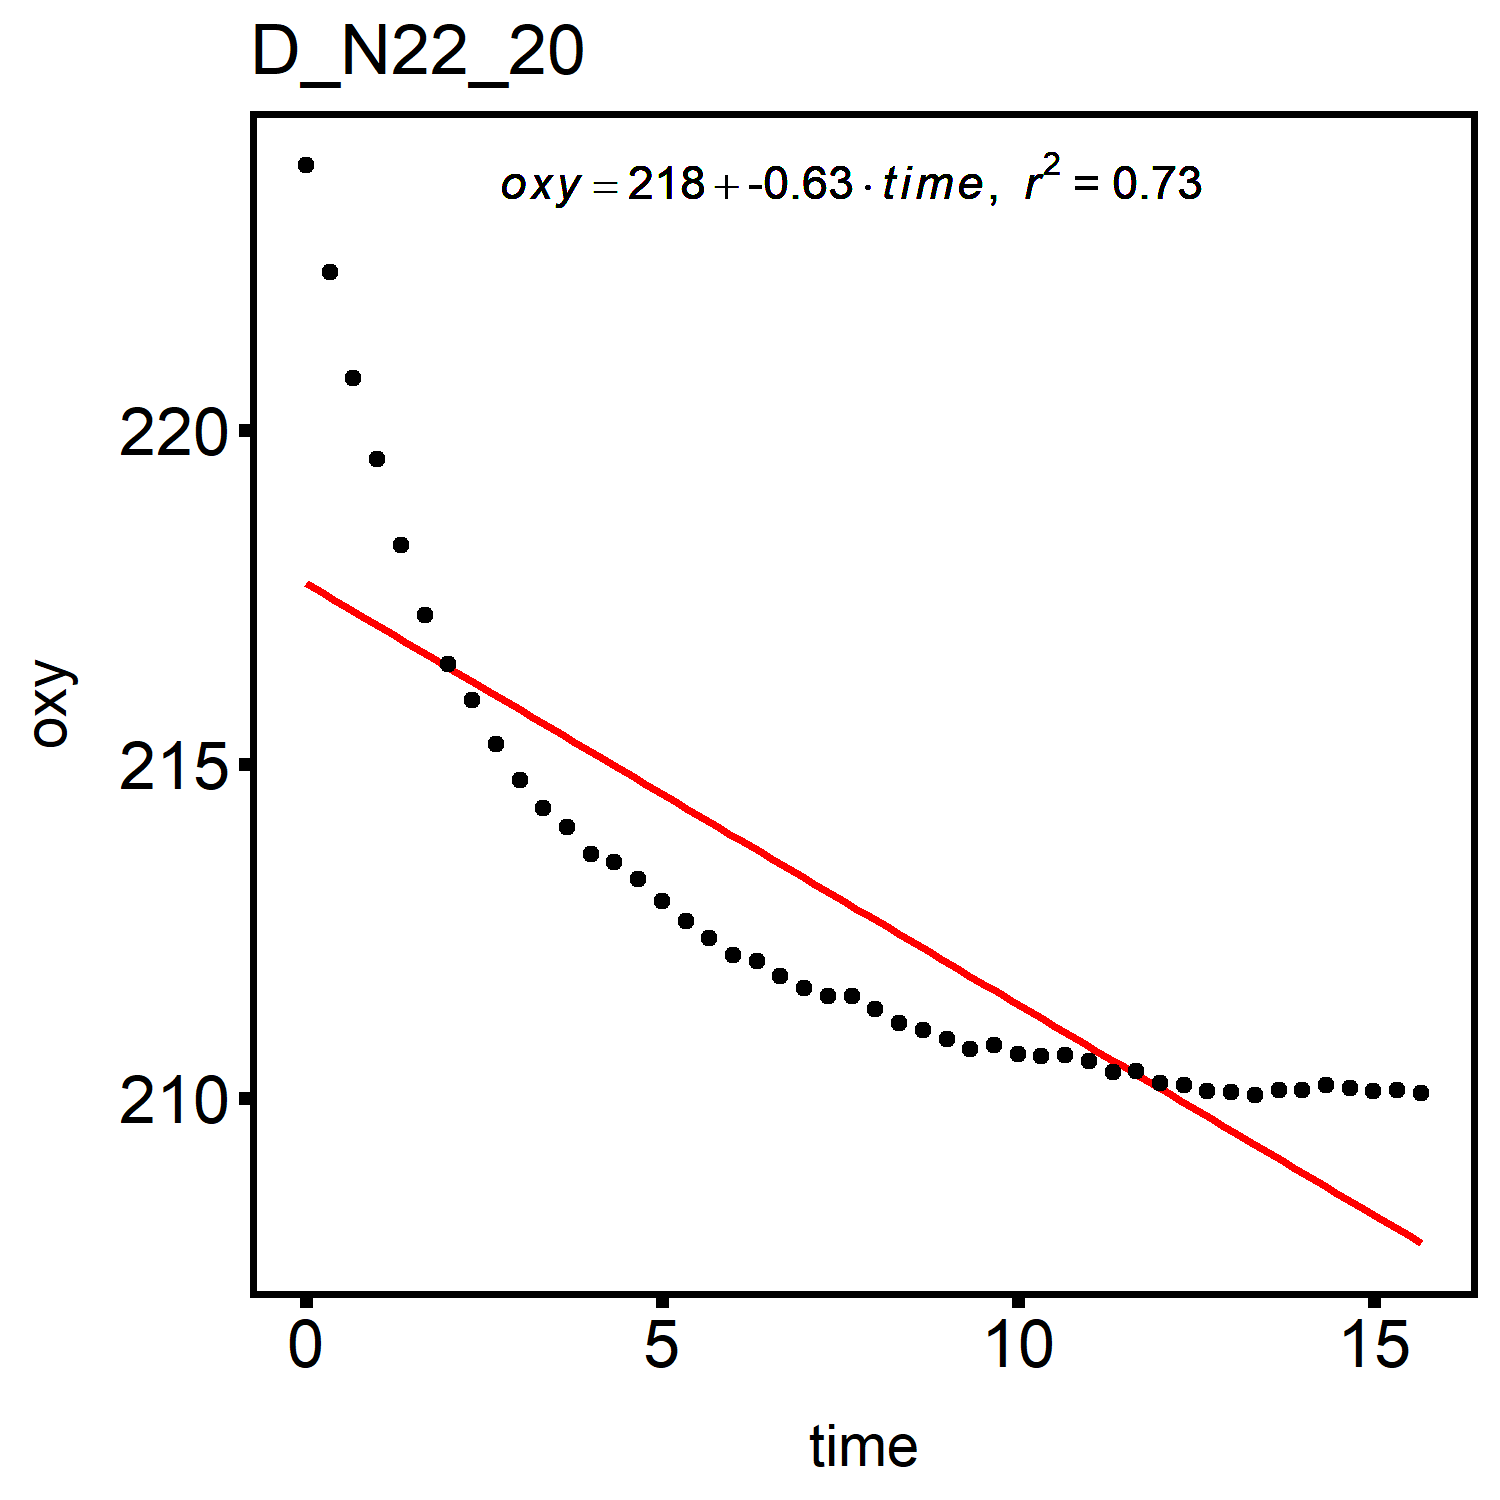 D_N22_20
oxy = 218 + -0.63 · time, r² = 0.73
220
215
210
oxy
0 5 10 15
time